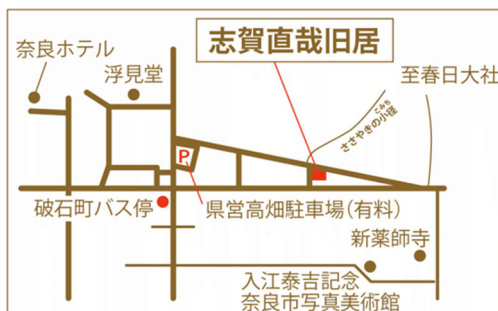 志賀直哉旧居
奈良ホテル
浮見堂
至春日大社
こみち
ささやきの小径
P
破石町バス停
県営高畑駐車場(有料)
新薬師寺
入江泰吉記念
奈良市写真美術館